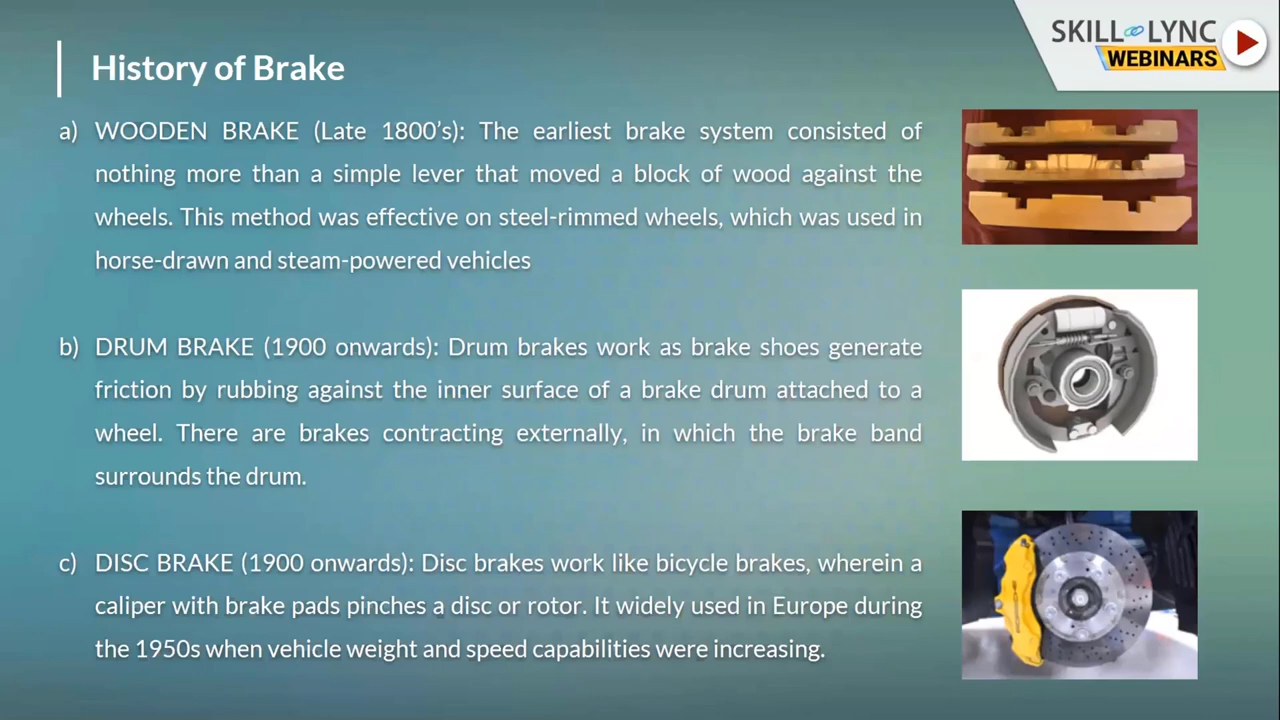 SKILL LYNC
WEBINARS
History of Brake
a) WOODEN BRAKE (Late 1800's): The earliest brake system consisted of
nothing more than a simple lever that moved a block of wood against the
wheels. This method was effective on steel-rimmed wheels, which was used in
horse-drawn and steam-powered vehicles
b) DRUM BRAKE (1900 onwards): Drum brakes work as brake shoes generate
friction by rubbing against the inner surface of a brake drum attached to a
wheel. There are brakes contracting externally, in which the brake band
surrounds the drum.
c) DISC BRAKE (1900 onwards): Disc brakes work like bicycle brakes, wherein a
caliper with brake pads pinches a disc or rotor. It widely used in Europe during
the 1950s when vehicle weight and speed capabilities were increasing.